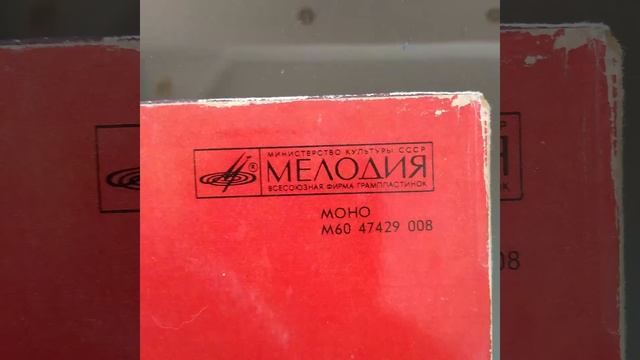 МИНИСТЕРСТВО КУЛЬТУРЫ СССР
® МЕЛОДИЯ
ВСЕСОЮЗНАЯ ФИРМА ГРАМПЛАСТИНОК
МОНО
М60 47429 008